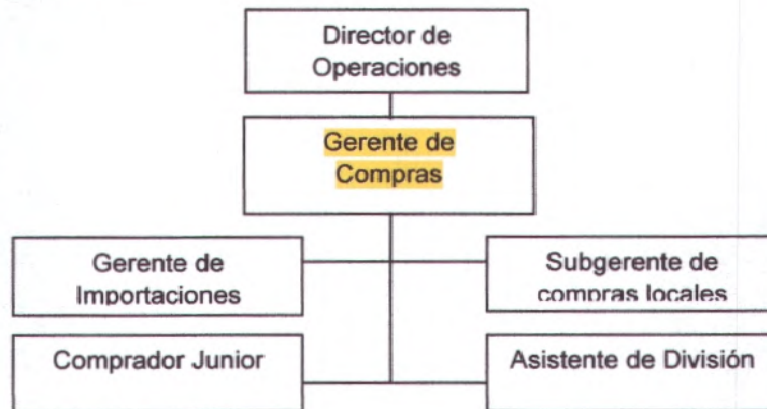 Director de
Operaciones
Gerente de
Compras
Gerente de
Importaciones
Subgerente de
compras locales
Comprador Junior
Asistente de División